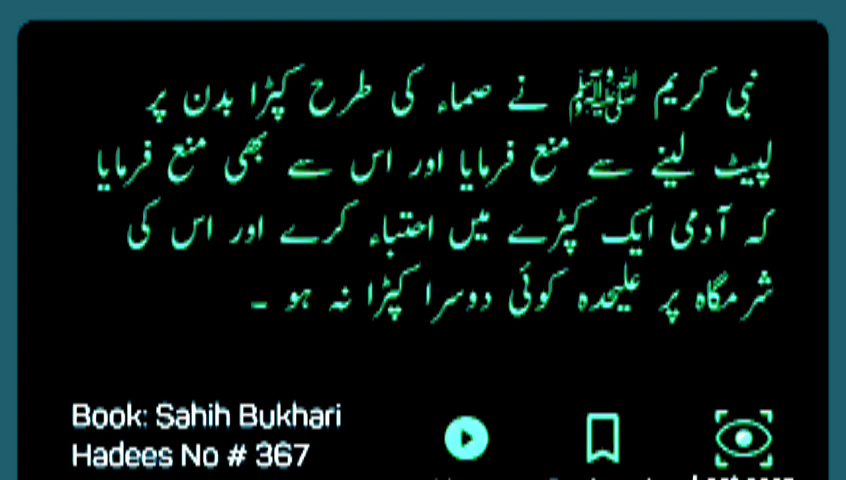 نبی کریم ﷺ نے صماء کی طرح کپڑا بدن پر
لپیٹ لینے سے منع فرمایا اور اس سے بھی منع فرمایا
کہ آدمی ایک کپڑے میں احتباء کرے اور اس کی
شرمگاہ پر علیحدہ کوئی دوسرا کپڑا نہ ہو ۔
Book: Sahih Bukhari
Hadees No # 367